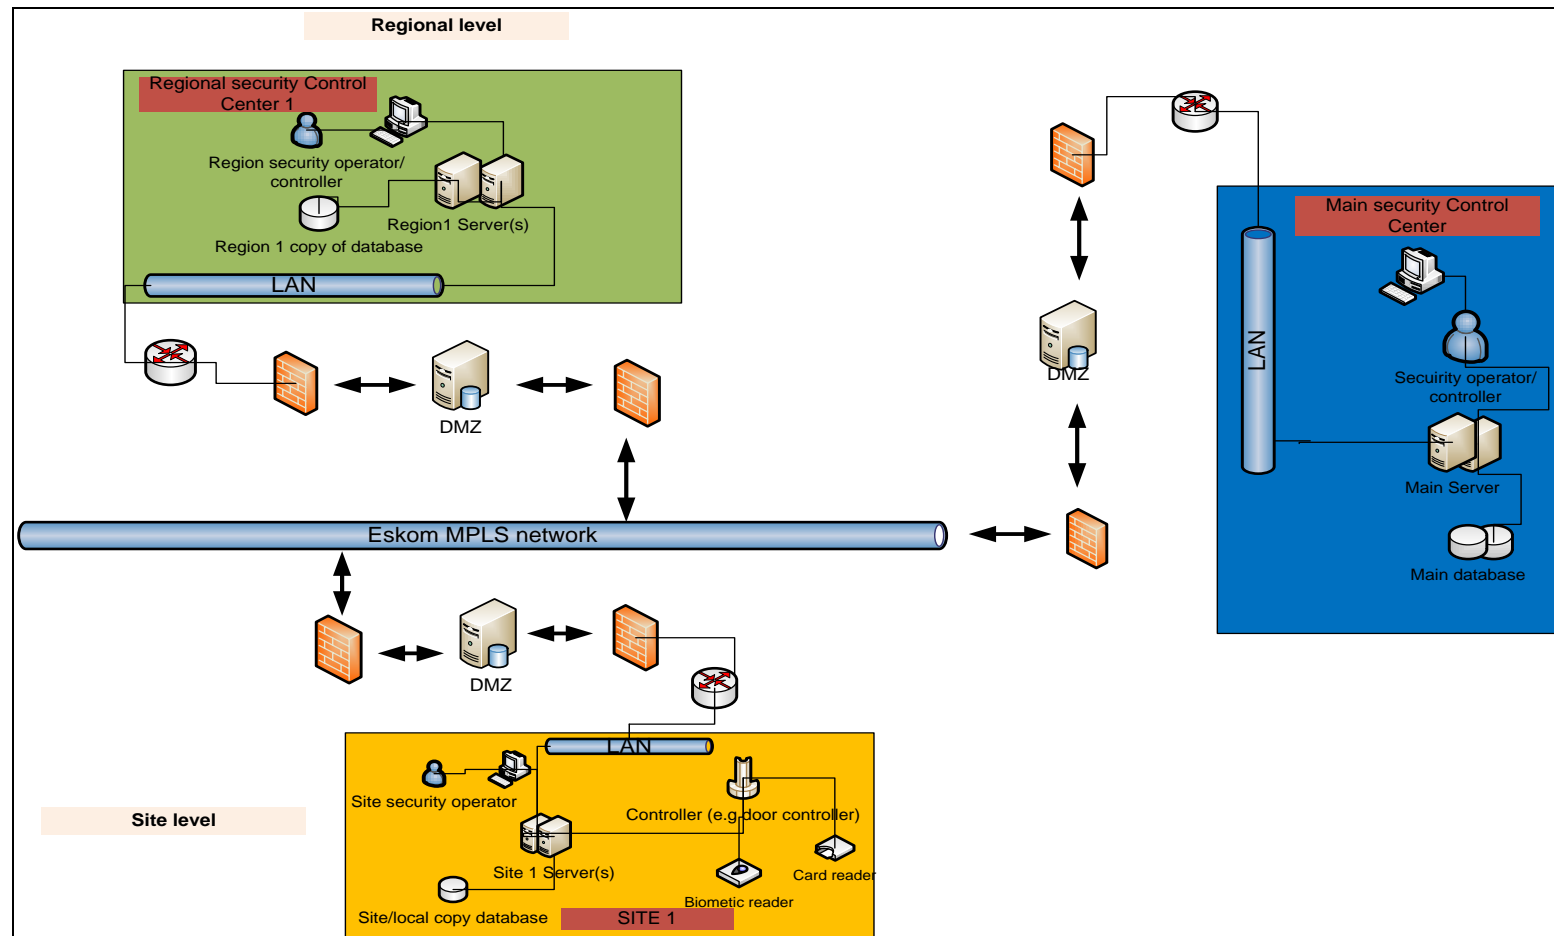 Regional level
Regional security Control
Center 1
Region security operator/
controller
Region1 Server(s)
Region 1 copy of database
LAN
DMZ
Eskom MPLS network
DMZ
LAN
Site security operator
Controller (e.g door controller)
Site 1 Server(s)
Card reader
Biometic reader
Site/local copy database
SITE 1
Site level
DMZ
Main security Control
Center
LAN
Secuirity operator/
controller
Main Server
Main database